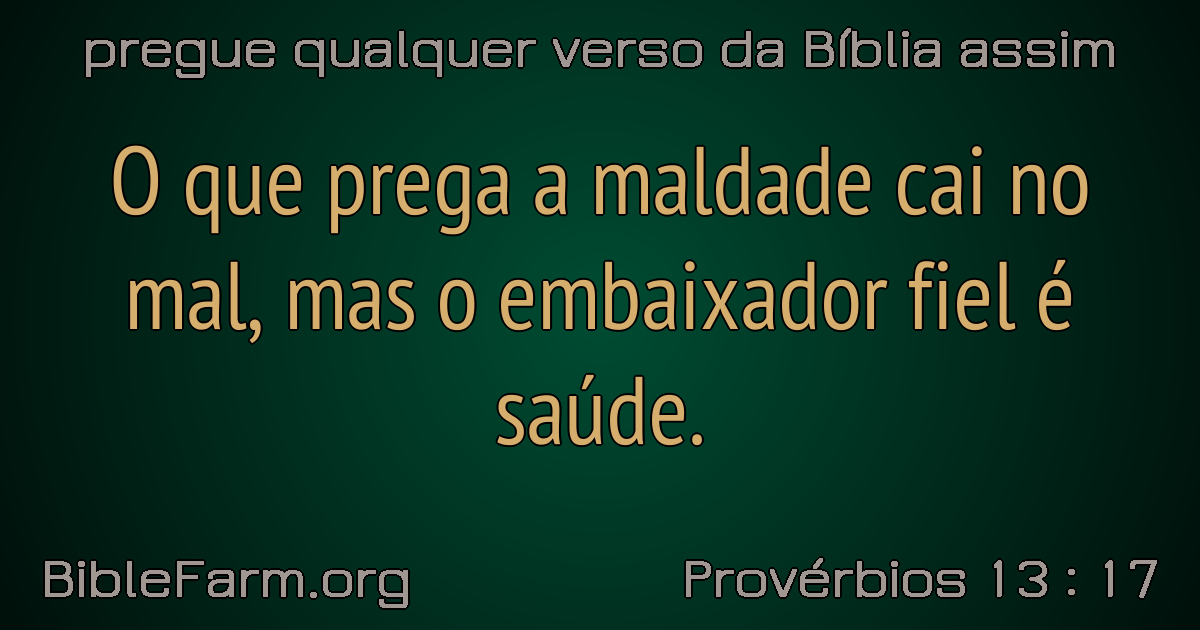 pregue qualquer verso da Bíblia assim
O que prega a maldade cai no
mal, mas o embaixador fiel é
saúde.
BibleFarm.org
Provérbios 13 : 17